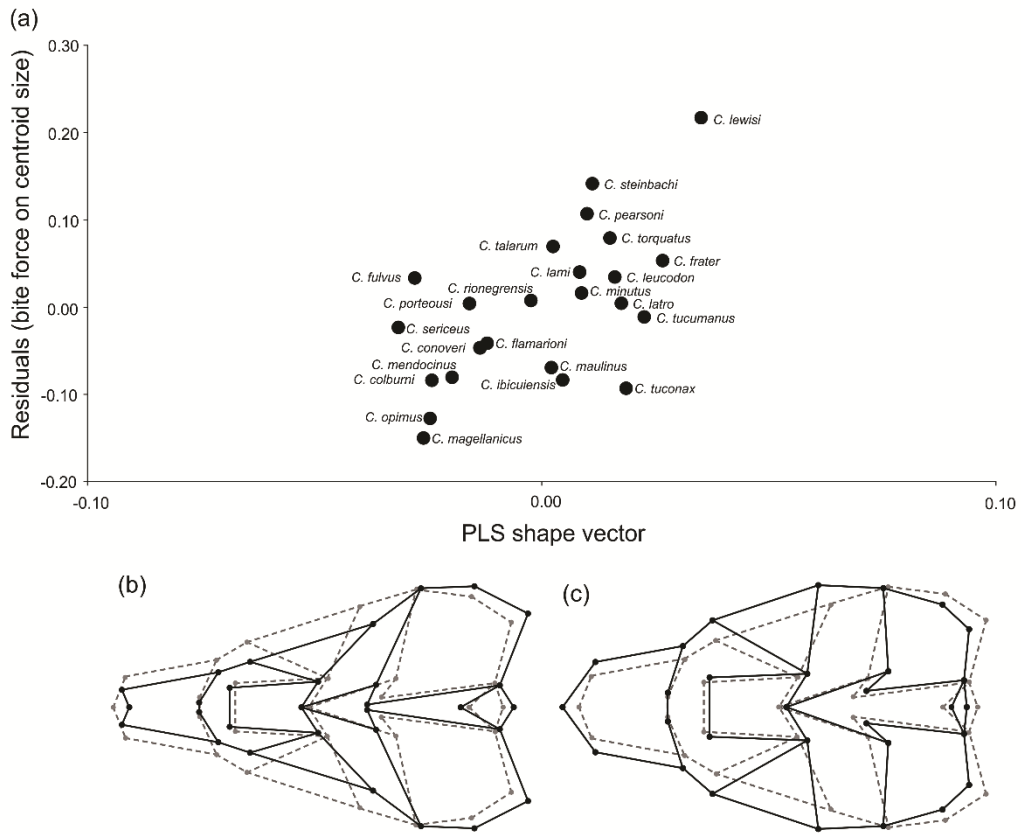 (a)
0.30
0.20
0.10
0.00
-0.10
-0.20
Residuals (bite force on centroid size)
C. lewisi
C. steinbachi
C. pearsoni
C. torquatus
C. talarum
C. frater
C. lami
C. leucodon
C. fulvus
C. rionegrensis
C. minutus
C. porteousi
C. latro
C. tucumanus
C. sericeus
C. conoveri
C. flamarioni
C. mendocinus
C. maulinus
C. colburni
C. ibicuiensis
C. tuconax
C. opimus
C. magellanicus
-0.10
0.00
0.10
PLS shape vector
(b)
(c)